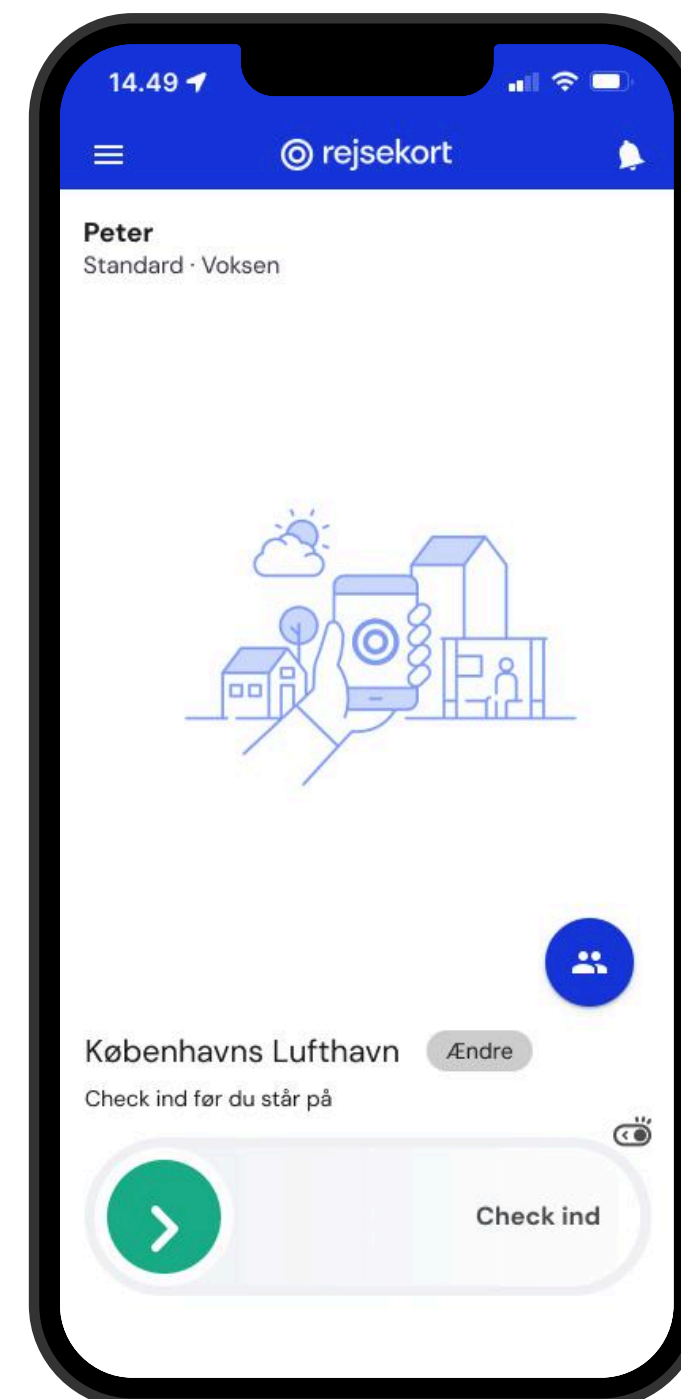 14.49
rejsekort
Peter
Standard · Voksen
Københavns Lufthavn
Ændre
Check ind før du står på
Check ind